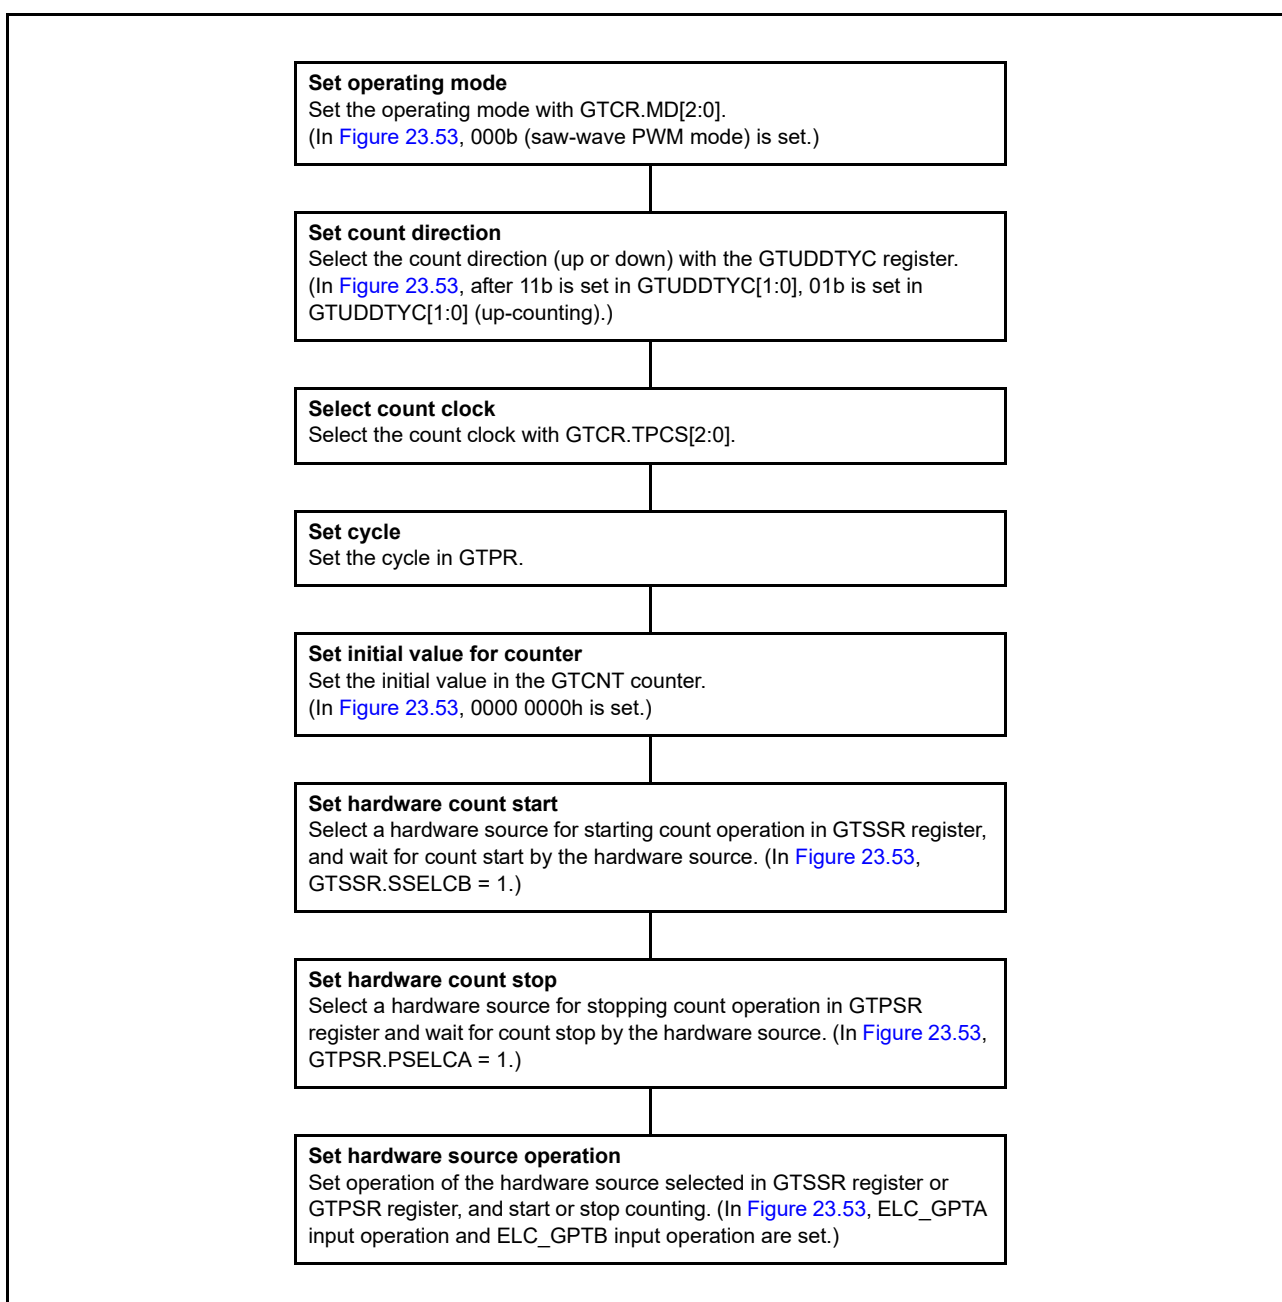 Set operating mode
Set the operating mode with GTCR.MD[2:0].
(In Figure 23.53, 000b (saw-wave PWM mode) is set.)
Set count direction
Select the count direction (up or down) with the GTUDDTYC register.
(In Figure 23.53, after 11b is set in GTUDDTYC[1:0], 01b is set in
GTUDDTYC[1:0] (up-counting).)
Select count clock
Select the count clock with GTCR.TPCS[2:0].
Set cycle
Set the cycle in GTPR.
Set initial value for counter
Set the initial value in the GTCNT counter.
(In Figure 23.53, 0000 0000h is set.)
Set hardware count start
Select a hardware source for starting count operation in GTSSR register,
and wait for count start by the hardware source. (In Figure 23.53,
GTSSR.SSELCB = 1.)
Set hardware count stop
Select a hardware source for stopping count operation in GTPSR
register and wait for count stop by the hardware source. (In Figure 23.53,
GTPSR.PSELCA = 1.)
Set hardware source operation
Set operation of the hardware source selected in GTSSR register or
GTPSR register, and start or stop counting. (In Figure 23.53, ELC_GPTA
input operation and ELC_GPTB input operation are set.)